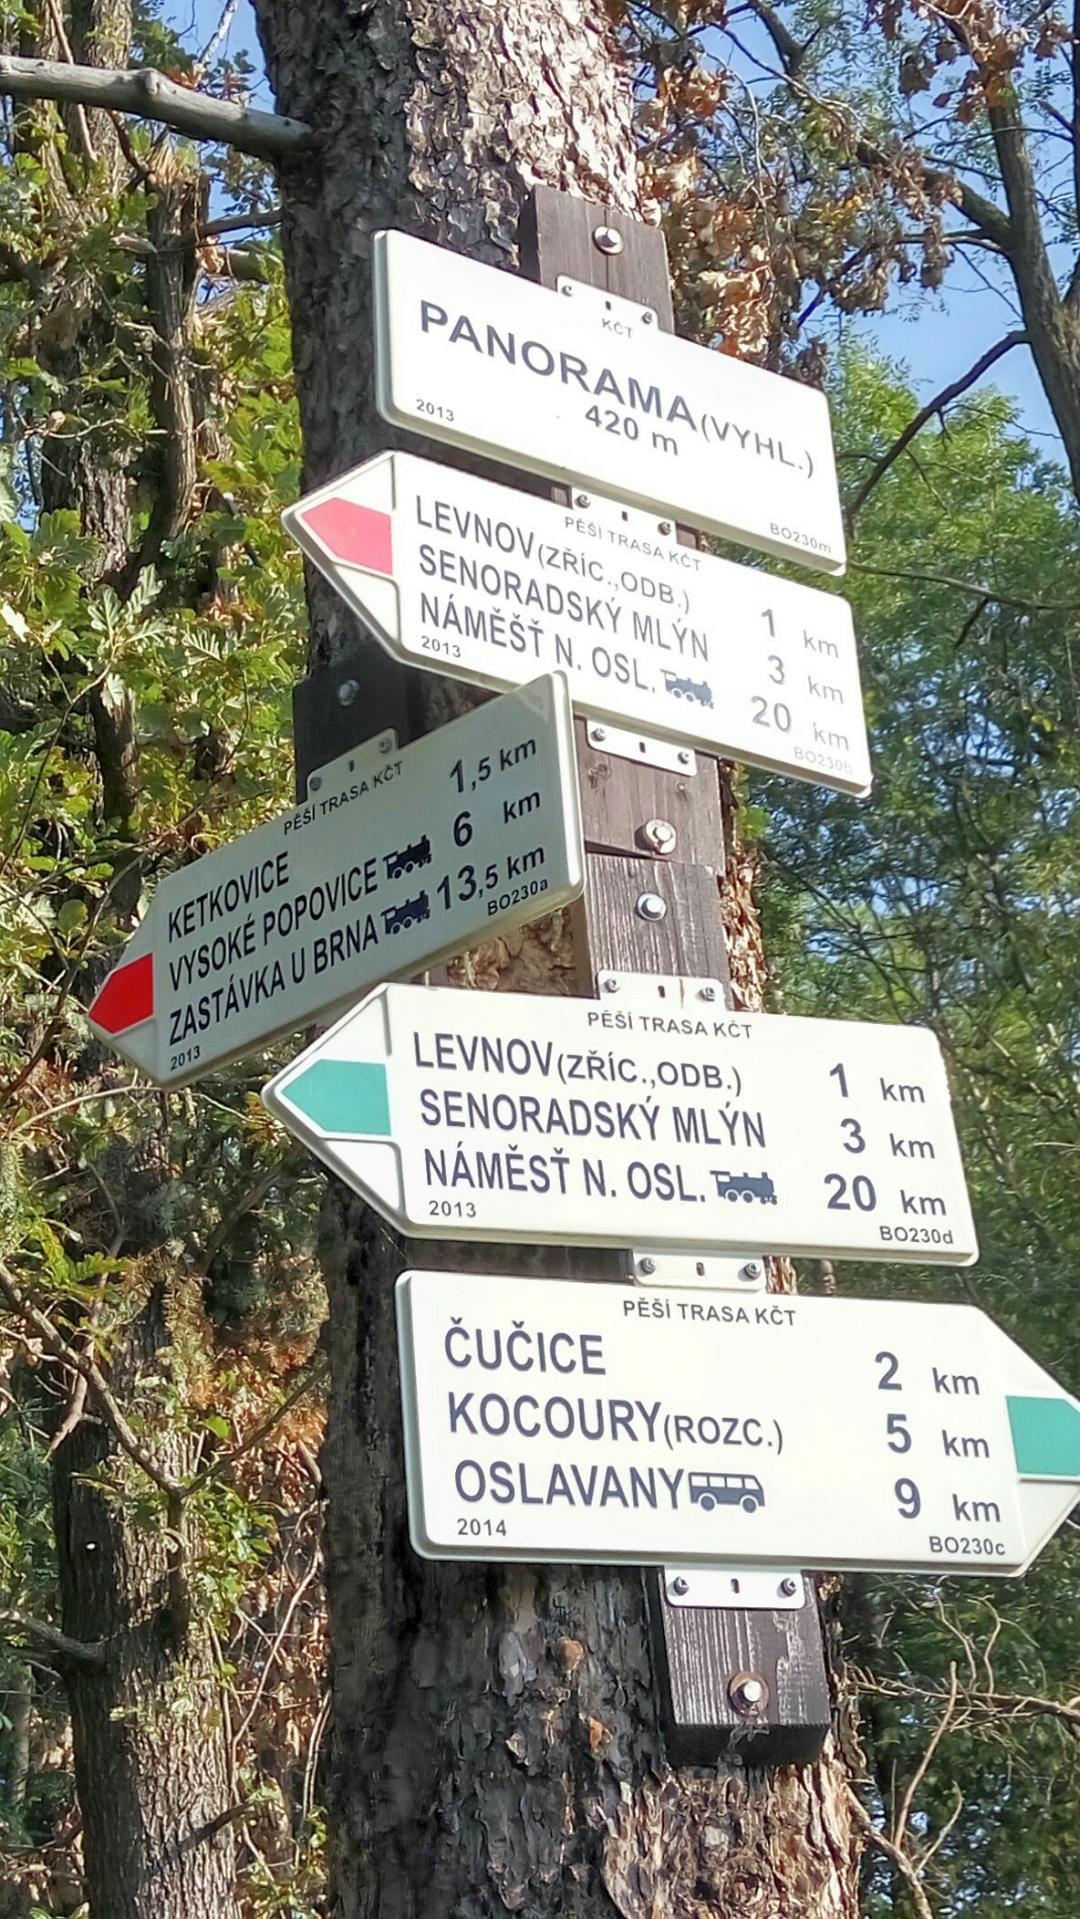 KČT
PANORAMA(VYHL.)
420 m
2013
BO230m
PĚŠÍ TRASA KČT
LEVNOV(ZŘÍC.,ODB.) 1 km
SENORADSKÝ MLÝN 3 km
NÁMĚŠŤ N. OSL. 20 km
2013 BO230b
PĚŠÍ TRASA KČT
KETKOVICE 1,5 km
VYSOKÉ POPOVICE 6 km
ZASTÁVKA U BRNA 13,5 km
2013 BO230a
PĚŠÍ TRASA KČT
LEVNOV(ZŘÍC.,ODB.) 1 km
SENORADSKÝ MLÝN 3 km
NÁMĚSŤ N. OSL. 20 km
2013 BO230d
PĚŠÍ TRASA KČT
ČUČICE 2 km
KOCOURY(ROZC.) 5 km
OSLAVANY 9 km
2014 BO230c